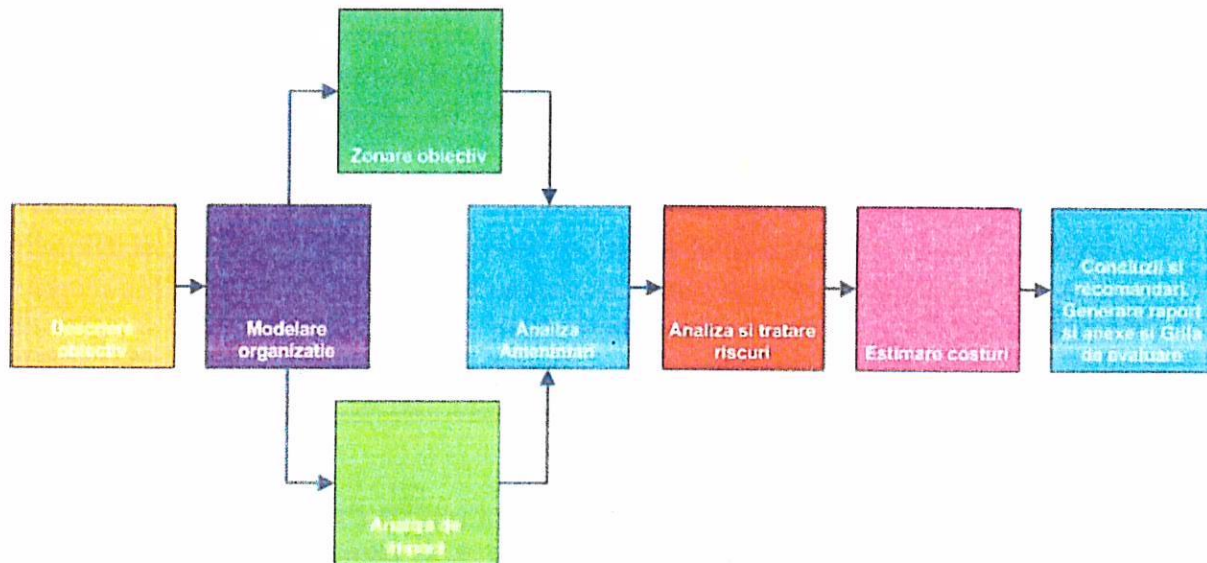 Zonare obiectiv
Descriere
obiectiv
Modelare
organizatie
Analiza
Amenintari
Analiza si tratare
riscuri
Estimare costuri
Concluzii si
recomandari.
Generare raport
si anexe si Grila
de evaluare
Analiza de
impact